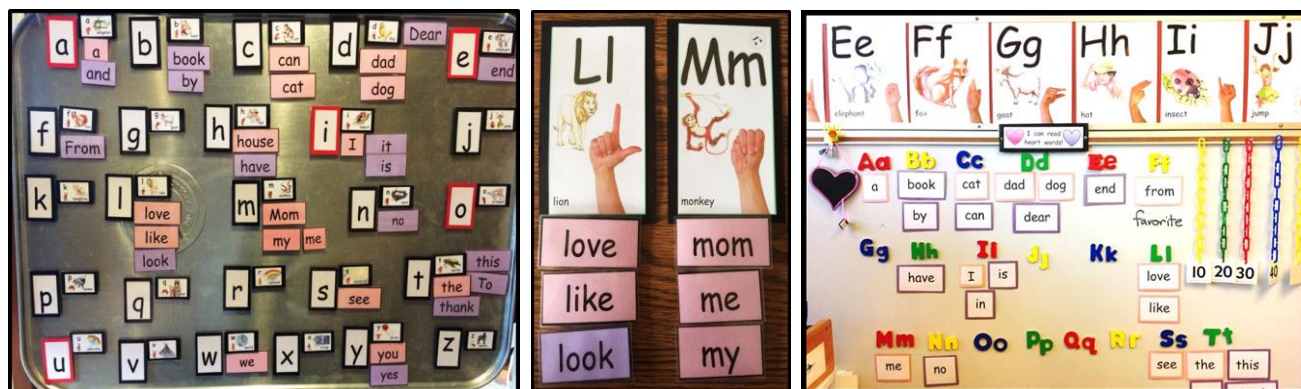 a
a
and
b
book
by
c
can
cat
d
dad
dog
Dear
e
end
f
From
g
h
house
have
i
I
it
is
j
k
l
love
like
look
m
Mom
my me
n
no
o
p
q
r
s
see
t
this
the To
thank
u
v
w
we
x
y
you
yes
z
Ll
lion
love
like
look
Mm
monkey
mom
me
my
Ee Ff Gg Hh Ii Jj
elephant fox goat hat insect jump
I can read
heart words!
Aa Bb Cc Dd Ee Ff
a book cat dad dog end from
by can dear favorite
Gg Hh Ii Jj Kk Ll
have I is love
in like
10 20 30 40
Mm Nn Oo Pp Qq Rr Ss Tt
me no see the this